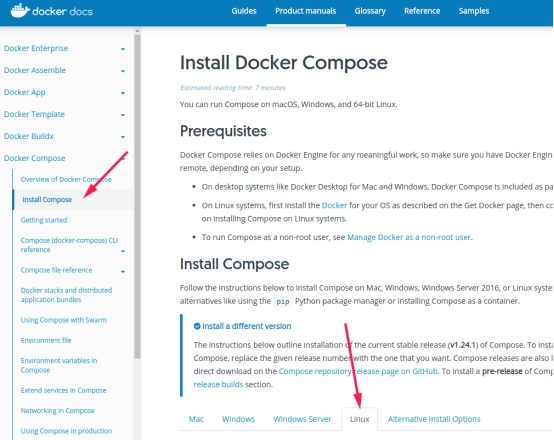 docker docs
Guides
Product manuals
Glossary
Reference
Samples
Docker Enterprise
Docker Assemble
Docker App
Docker Template
Docker Buildx
Docker Compose
Overview of Docker Compose
Install Compose
Getting started
Compose (docker-compose) CLI
reference
Compose file reference
Docker stacks and distributed
application bundles
Using Compose with Swarm
Environment file
Environment variables in
Compose
Extend services in Compose
Networking in Compose
Using Compose in production
Install Docker Compose
Estimated reading time: 7 minutes
You can run Compose on macOS, Windows, and 64-bit Linux.
Prerequisites
Docker Compose relies on Docker Engine for any meaningful work, so make sure you have Docker Engin
remote, depending on your setup.
• On desktop systems like Docker Desktop for Mac and Windows, Docker Compose is included as pa
• On Linux systems, first install the Docker for your OS as described on the Get Docker page, then co
on installing Compose on Linux systems.
• To run Compose as a non-root user, see Manage Docker as a non-root user.
Install Compose
Follow the instructions below to install Compose on Mac, Windows, Windows Server 2016, or Linux syste
alternatives like using the pip Python package manager or installing Compose as a container.
Install a different version
The instructions below outline installation of the current stable release (v1.24.1) of Compose. To insta
Compose, replace the given release number with the one that you want. Compose releases are also l
direct download on the Compose repository release page on GitHub. To install a pre-release of Comp
release builds section.
Mac
Windows
Windows Server
Linux
Alternative Install Options